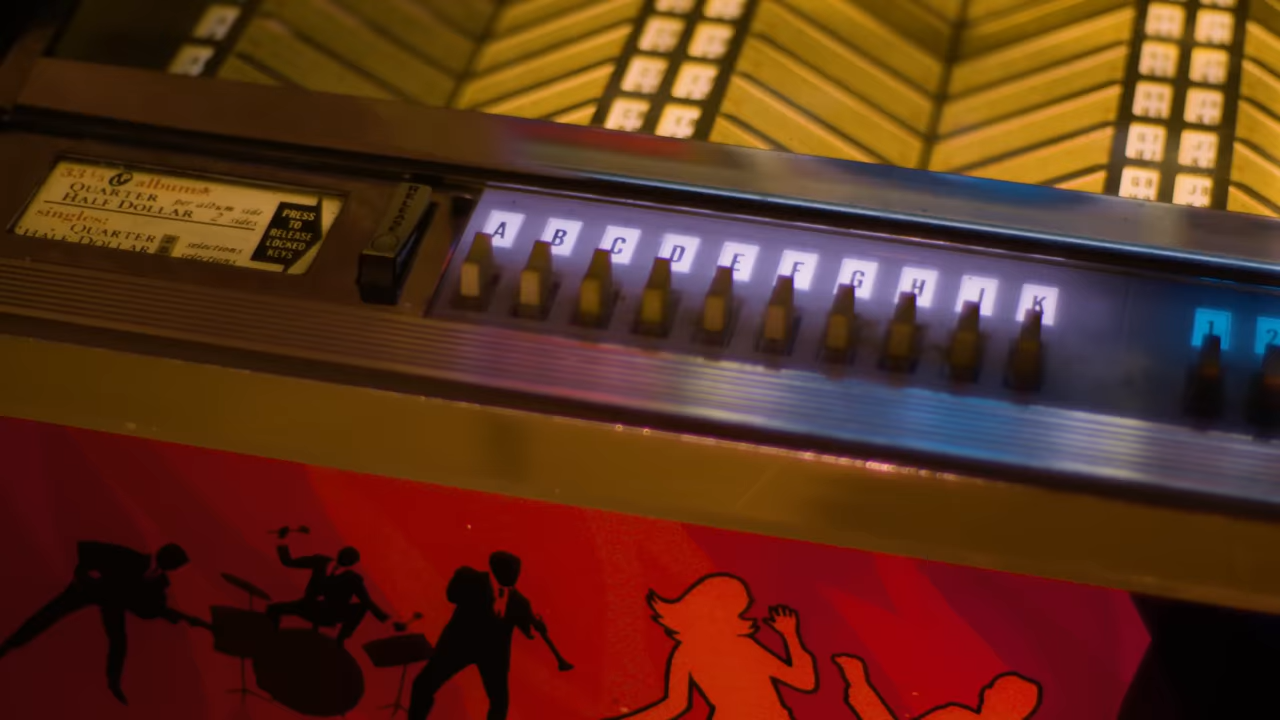 33⅓ albums
QUARTER per album side
HALF DOLLAR 2 sides
singles:
QUARTER selections
HALF DOLLAR selections
PRESS
TO
RELEASE
LOCKED
KEYS
RELEASE
A B C D E F G H J K
1 2